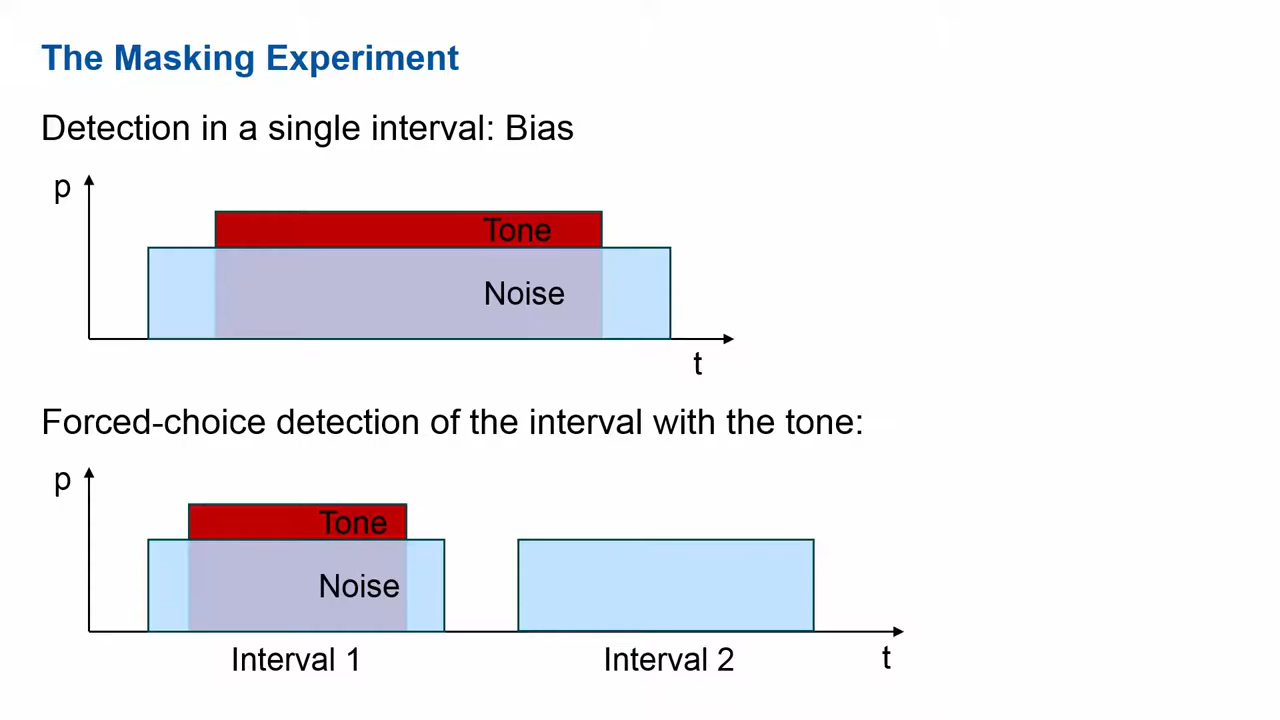 The Masking Experiment
Detection in a single interval: Bias
p
Tone
Noise
t
Forced-choice detection of the interval with the tone:
p
Tone
Noise
Interval 1
Interval 2
t